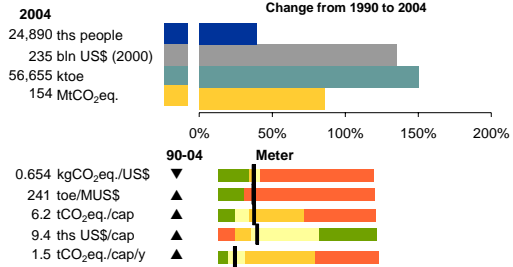 2004
Change from 1990 to 2004
24,890 ths people
235 bln US$ (2000)
56,655 ktoe
154 MtCO₂eq.
0% 50% 100% 150% 200%
90-04 Meter
0.654 kgCO₂eq./US$ ▼
241 toe/MUS$ ▲
6.2 tCO₂eq./cap ▲
9.4 ths US$/cap ▲
1.5 tCO₂eq./cap/y ▲